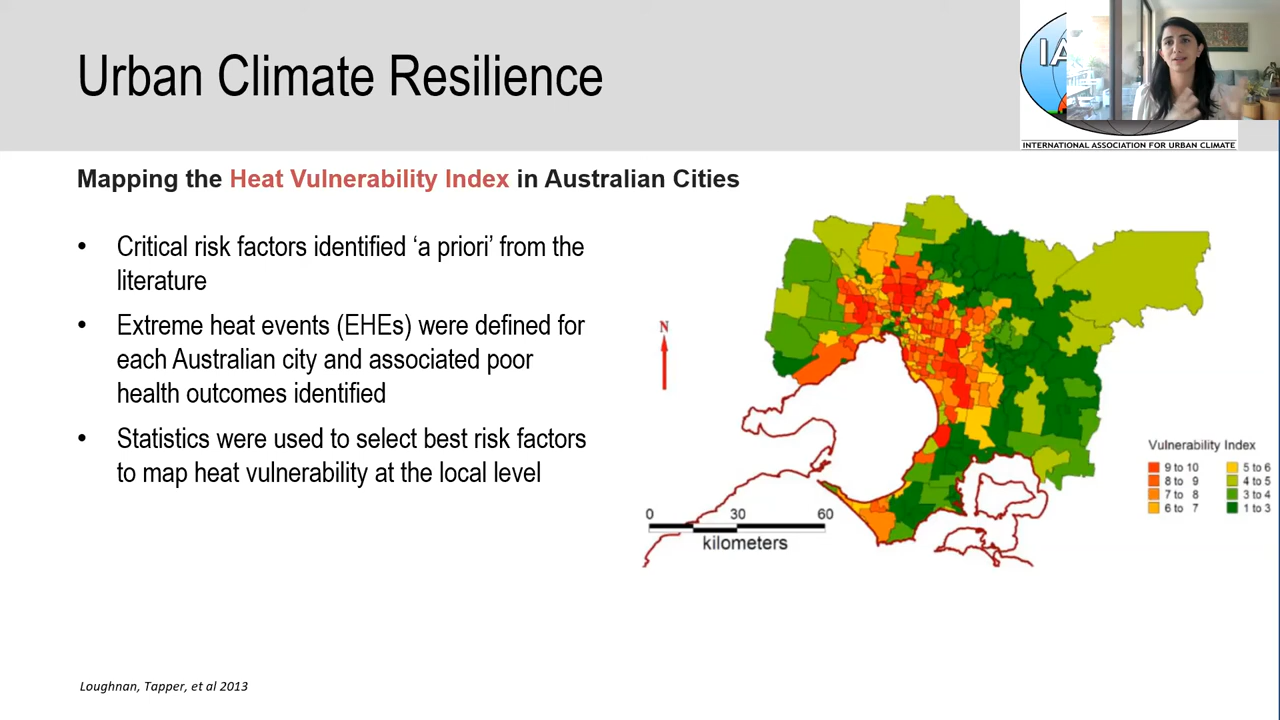 Urban Climate Resilience
IA
INTERNATIONAL ASSOCIATION FOR URBAN CLIMATE
Mapping the Heat Vulnerability Index in Australian Cities
• Critical risk factors identified ‘a priori’ from the
literature
• Extreme heat events (EHEs) were defined for
each Australian city and associated poor
health outcomes identified
• Statistics were used to select best risk factors
to map heat vulnerability at the local level
N
0 30 60
kilometers
Vulnerability Index
9 to 10 5 to 6
8 to 9 4 to 5
7 to 8 3 to 4
6 to 7 1 to 3
Loughnan, Tapper, et al 2013